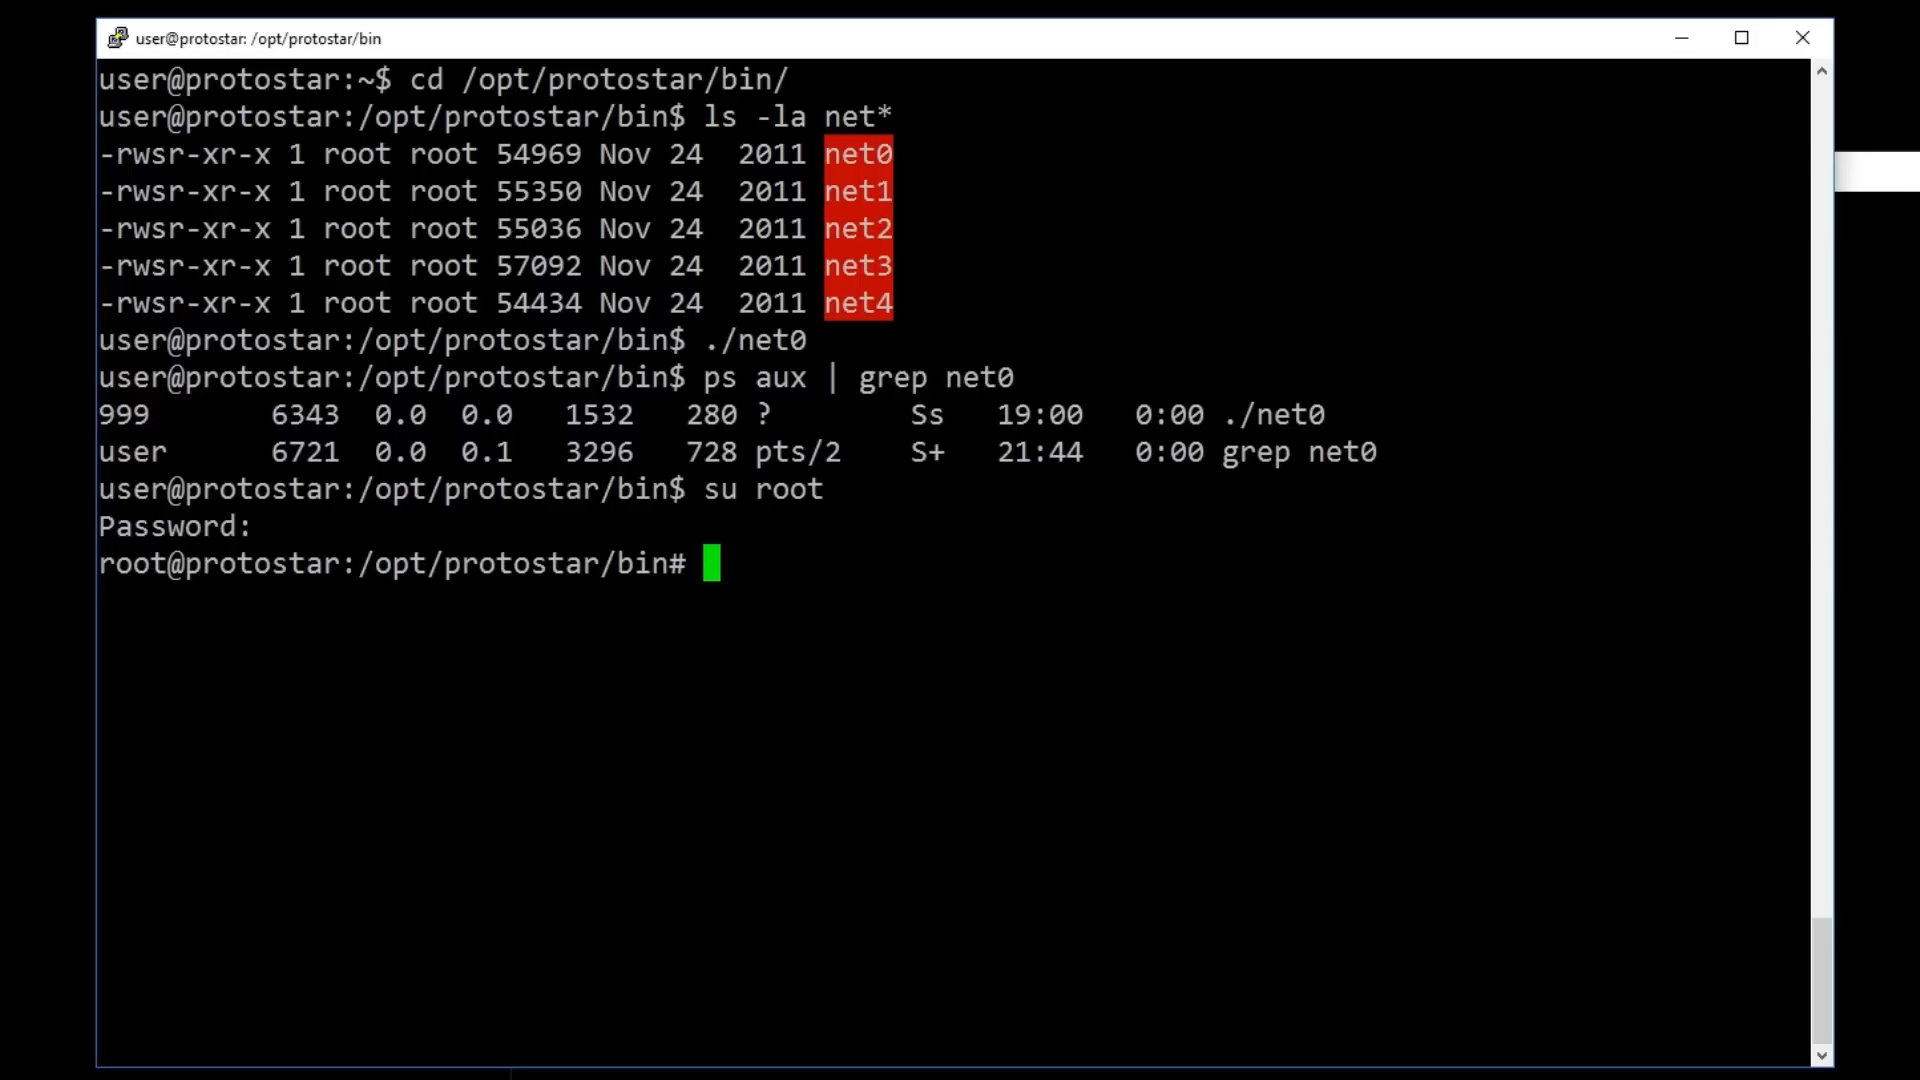 user@protostar: /opt/protostar/bin
user@protostar:~$ cd /opt/protostar/bin/
user@protostar:/opt/protostar/bin$ ls -la net*
-rwsr-xr-x 1 root root 54969 Nov 24  2011 net0
-rwsr-xr-x 1 root root 55350 Nov 24  2011 net1
-rwsr-xr-x 1 root root 55036 Nov 24  2011 net2
-rwsr-xr-x 1 root root 57092 Nov 24  2011 net3
-rwsr-xr-x 1 root root 54434 Nov 24  2011 net4
user@protostar:/opt/protostar/bin$ ./net0
user@protostar:/opt/protostar/bin$ ps aux | grep net0
999       6343  0.0  0.0   1532   280 ?        Ss   19:00   0:00 ./net0
user      6721  0.0  0.1   3296   728 pts/2    S+   21:44   0:00 grep net0
user@protostar:/opt/protostar/bin$ su root
Password:
root@protostar:/opt/protostar/bin#